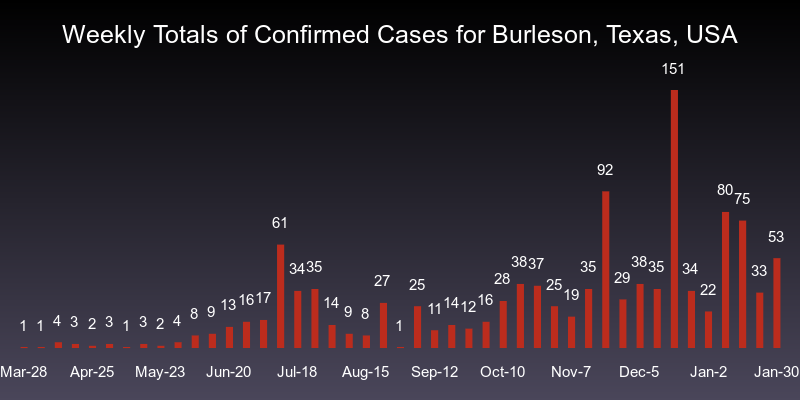 Weekly Totals of Confirmed Cases for Burleson, Texas, USA
1 1 4 3 2 3 1 3 2 4 8 9 13 16 17 61 34 35 14 9 8 27 1 25 11 14 12 16 28 38 37 25 19 35 92 29 38 35 151 34 22 80 75 33 53
Mar-28 Apr-25 May-23 Jun-20 Jul-18 Aug-15 Sep-12 Oct-10 Nov-7 Dec-5 Jan-2 Jan-30